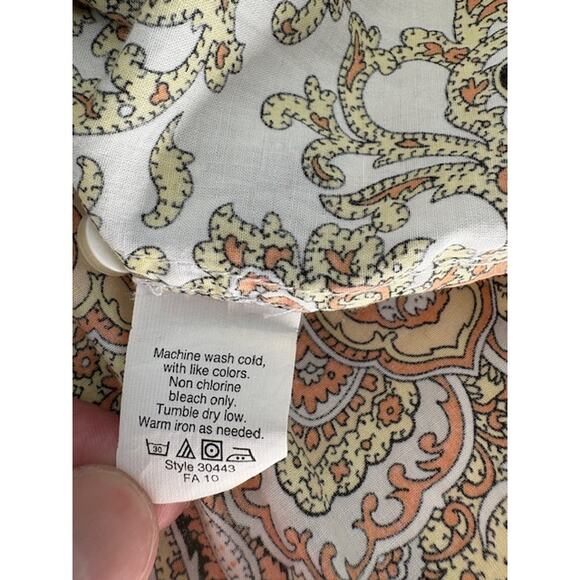 Machine wash cold,
with like colors.
Non chlorine
bleach only.
Tumble dry low.
Warm iron as needed.
30
Style 30443
FA 10